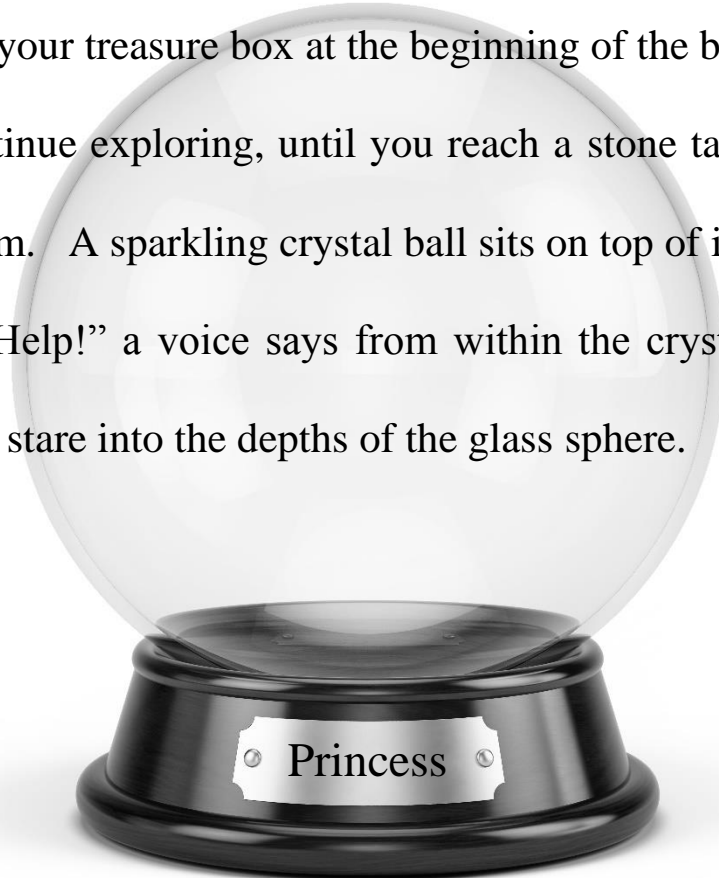 your treasure box at the beginning of the b
tinue exploring, until you reach a stone ta
m. A sparkling crystal ball sits on top of i
Help!” a voice says from within the cryst
stare into the depths of the glass sphere.
Princess